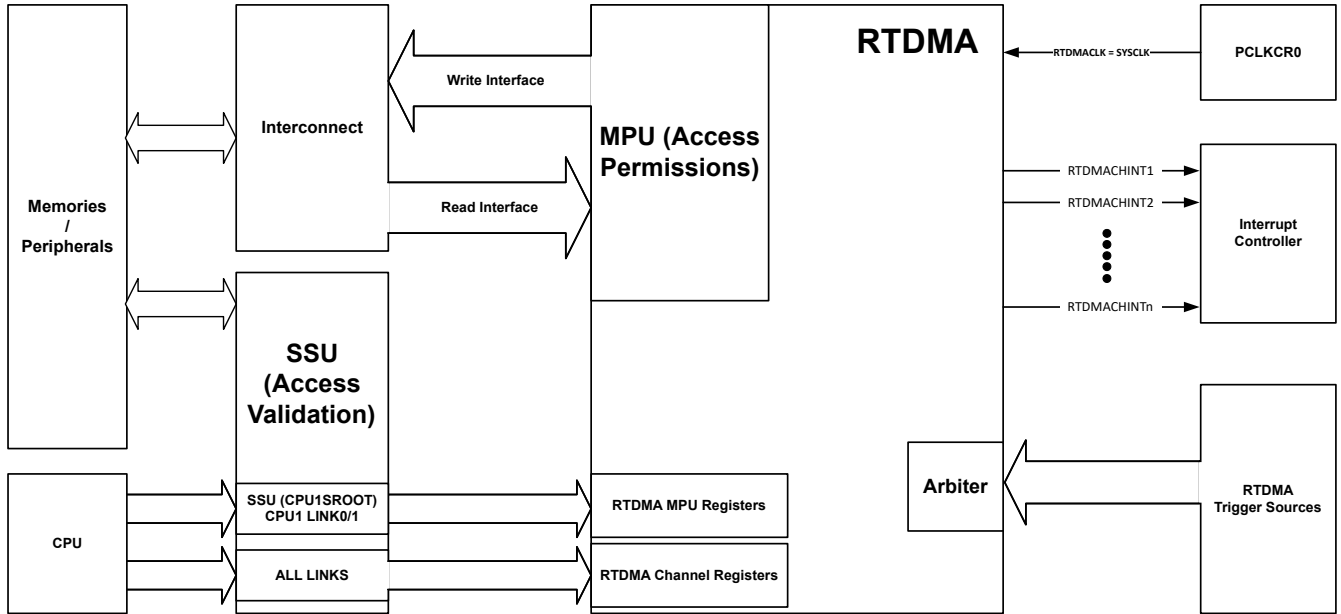 RTDMA
RTDMACLK = SYSCLK
PCLKCR0
Write Interface
Interconnect
MPU (Access
Permissions)
RTDMACHINT1
Read Interface
RTDMACHINT2
Memories
/
Peripherals
Interrupt
Controller
RTDMACHINTn
SSU
(Access
Validation)
Arbiter
RTDMA
Trigger Sources
SSU (CPU1SROOT)
CPU1 LINK0/1
RTDMA MPU Registers
CPU
ALL LINKS
RTDMA Channel Registers